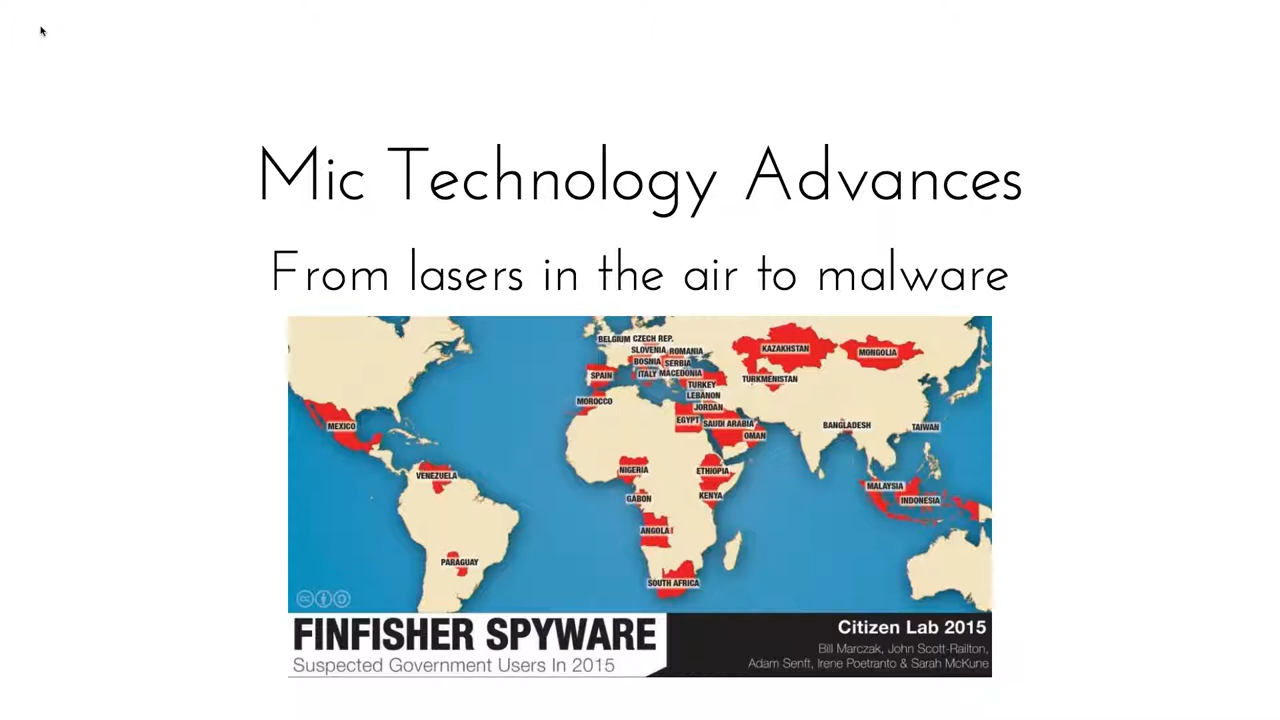 Mic Technology Advances
From lasers in the air to malware
BELGIUM CZECH REP.
SLOVENIA ROMANIA
BOSNIA SERBIA
ITALY MACEDONIA
KAZAKHSTAN
MONGOLIA
SPAIN
TURKEY
TURKMENISTAN
LEBANON
MOROCCO
JORDAN
MEXICO
EGYPT
SAUDI ARABIA
BANGLADESH
TAIWAN
OMAN
VENEZUELA
NIGERIA
ETHIOPIA
MALAYSIA
GABON
KENYA
INDONESIA
ANGOLA
PARAGUAY
SOUTH AFRICA
FINFISHER SPYWARE
Suspected Government Users In 2015
Citizen Lab 2015
Bill Marczak, John Scott-Railton,
Adam Senft, Irene Poetranto & Sarah McKune